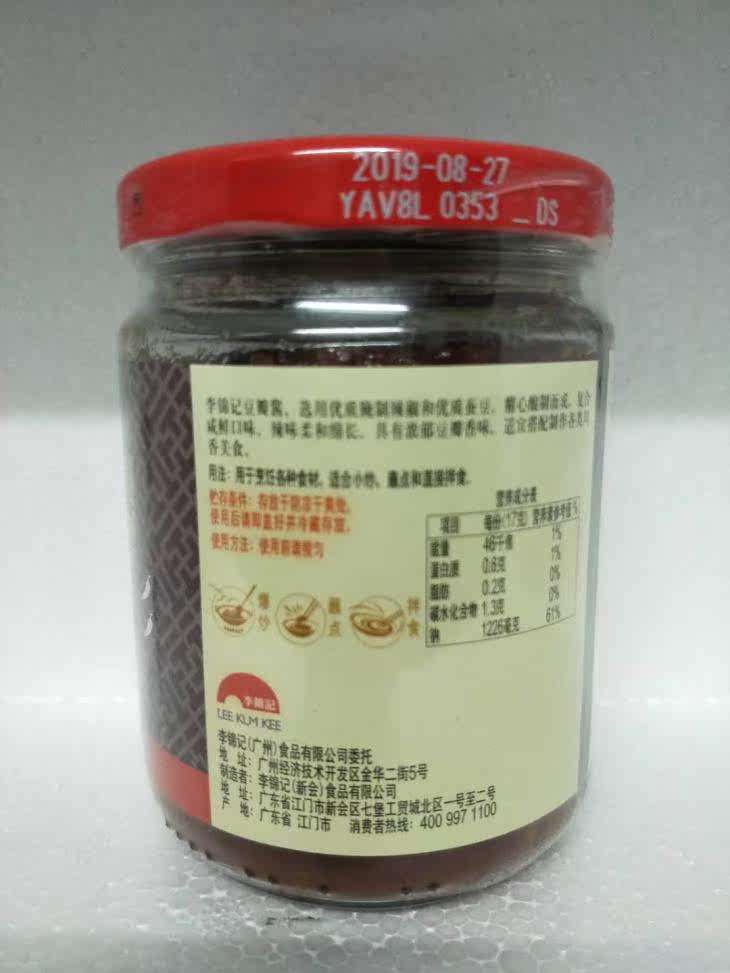 2019-08-27
YAV8L 0353 _ DS
李锦记豆瓣酱，选用优质腌制辣椒和优质蚕豆，精心酿制而成，复合
咸鲜口味，辣味柔和绵长，具有浓郁豆瓣香味，适宜搭配制作各类川
香美食。
用法：用于烹饪各种食材，适合小炒、蘸点和直接拌食。
贮存条件：存放于阴凉干爽处，
使用后请即盖好并冷藏存放。
使用方法：使用前请搅匀
爆炒 蘸点 拌食
营养成分表
项目 每份(17克) 营养素参考值%
能量 46千焦 1%
蛋白质 0.6克 1%
脂肪 0.2克 0%
碳水化合物 1.3克 0%
钠 1226毫克 61%
李錦記
LEE KUM KEE
李锦记(广州)食品有限公司委托
地 址：广州经济技术开发区金华二街5号
制造者：李锦记(新会)食品有限公司
地 址：广东省江门市新会区七堡工贸城北区一号至二号
产 地：广东省 江门市 消费者热线：400 997 1100